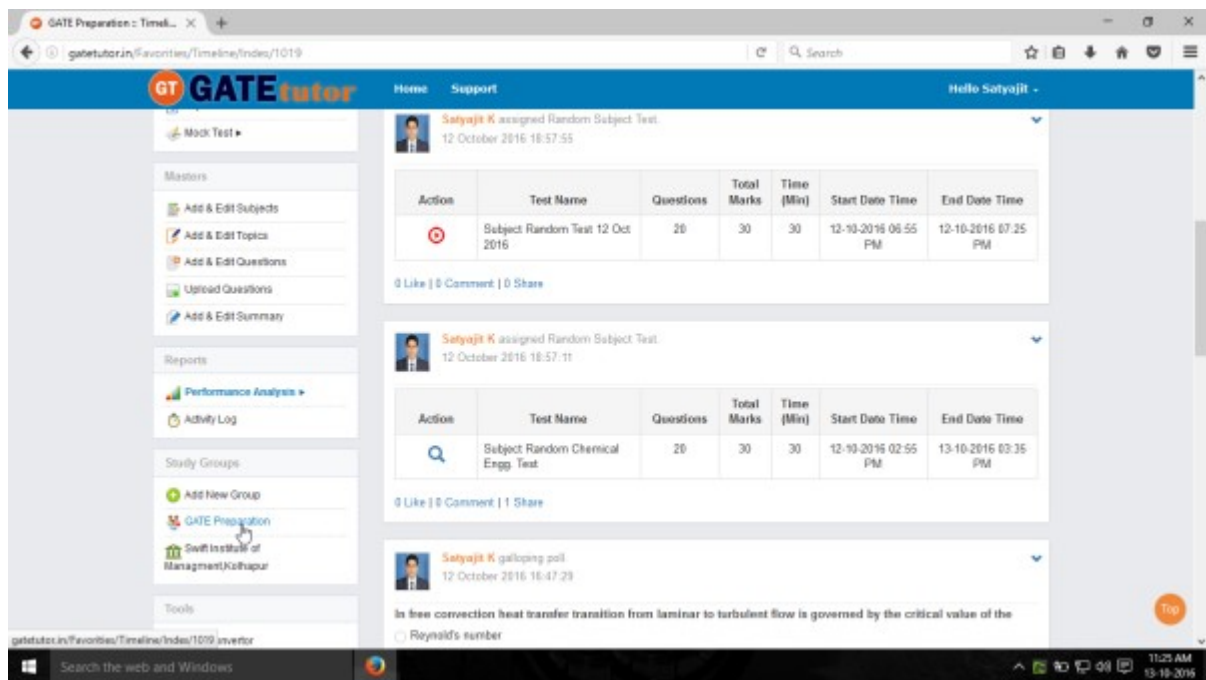 GATE Preparation :: Timeli...
gatetutor.in/Favorities/Timeline/Index/1019
Search
GT GATEtutor
Home
Support
Hello Satyajit
Mock Test
Masters
Add & Edit Subjects
Add & Edit Topics
Add & Edit Questions
Upload Questions
Add & Edit Summary
Reports
Performance Analysis
Activity Log
Study Groups
Add New Group
GATE Preparation
Swift Institute of
Managment,Kolhapur
Tools
Satyajit K assigned Random Subject Test.
12 October 2016 18:57:55
Action Test Name Questions Total Marks Time (Min) Start Date Time End Date Time
Subject Random Test 12 Oct 2016 20 30 30 12-10-2016 06:55 PM 12-10-2016 07:25 PM
0 Like | 0 Comment | 0 Share
Satyajit K assigned Random Subject Test.
12 October 2016 18:57:11
Action Test Name Questions Total Marks Time (Min) Start Date Time End Date Time
Subject Random Chemical Engg. Test 20 30 30 12-10-2016 02:55 PM 13-10-2016 03:35 PM
0 Like | 0 Comment | 1 Share
Satyajit K galloping poll.
12 October 2016 16:47:29
In free convection heat transfer transition from laminar to turbulent flow is governed by the critical value of the
Reynold's number
Top
gatetutor.in/Favorities/Timeline/Index/1019
Search the web and Windows
11:25 AM
13-10-2016